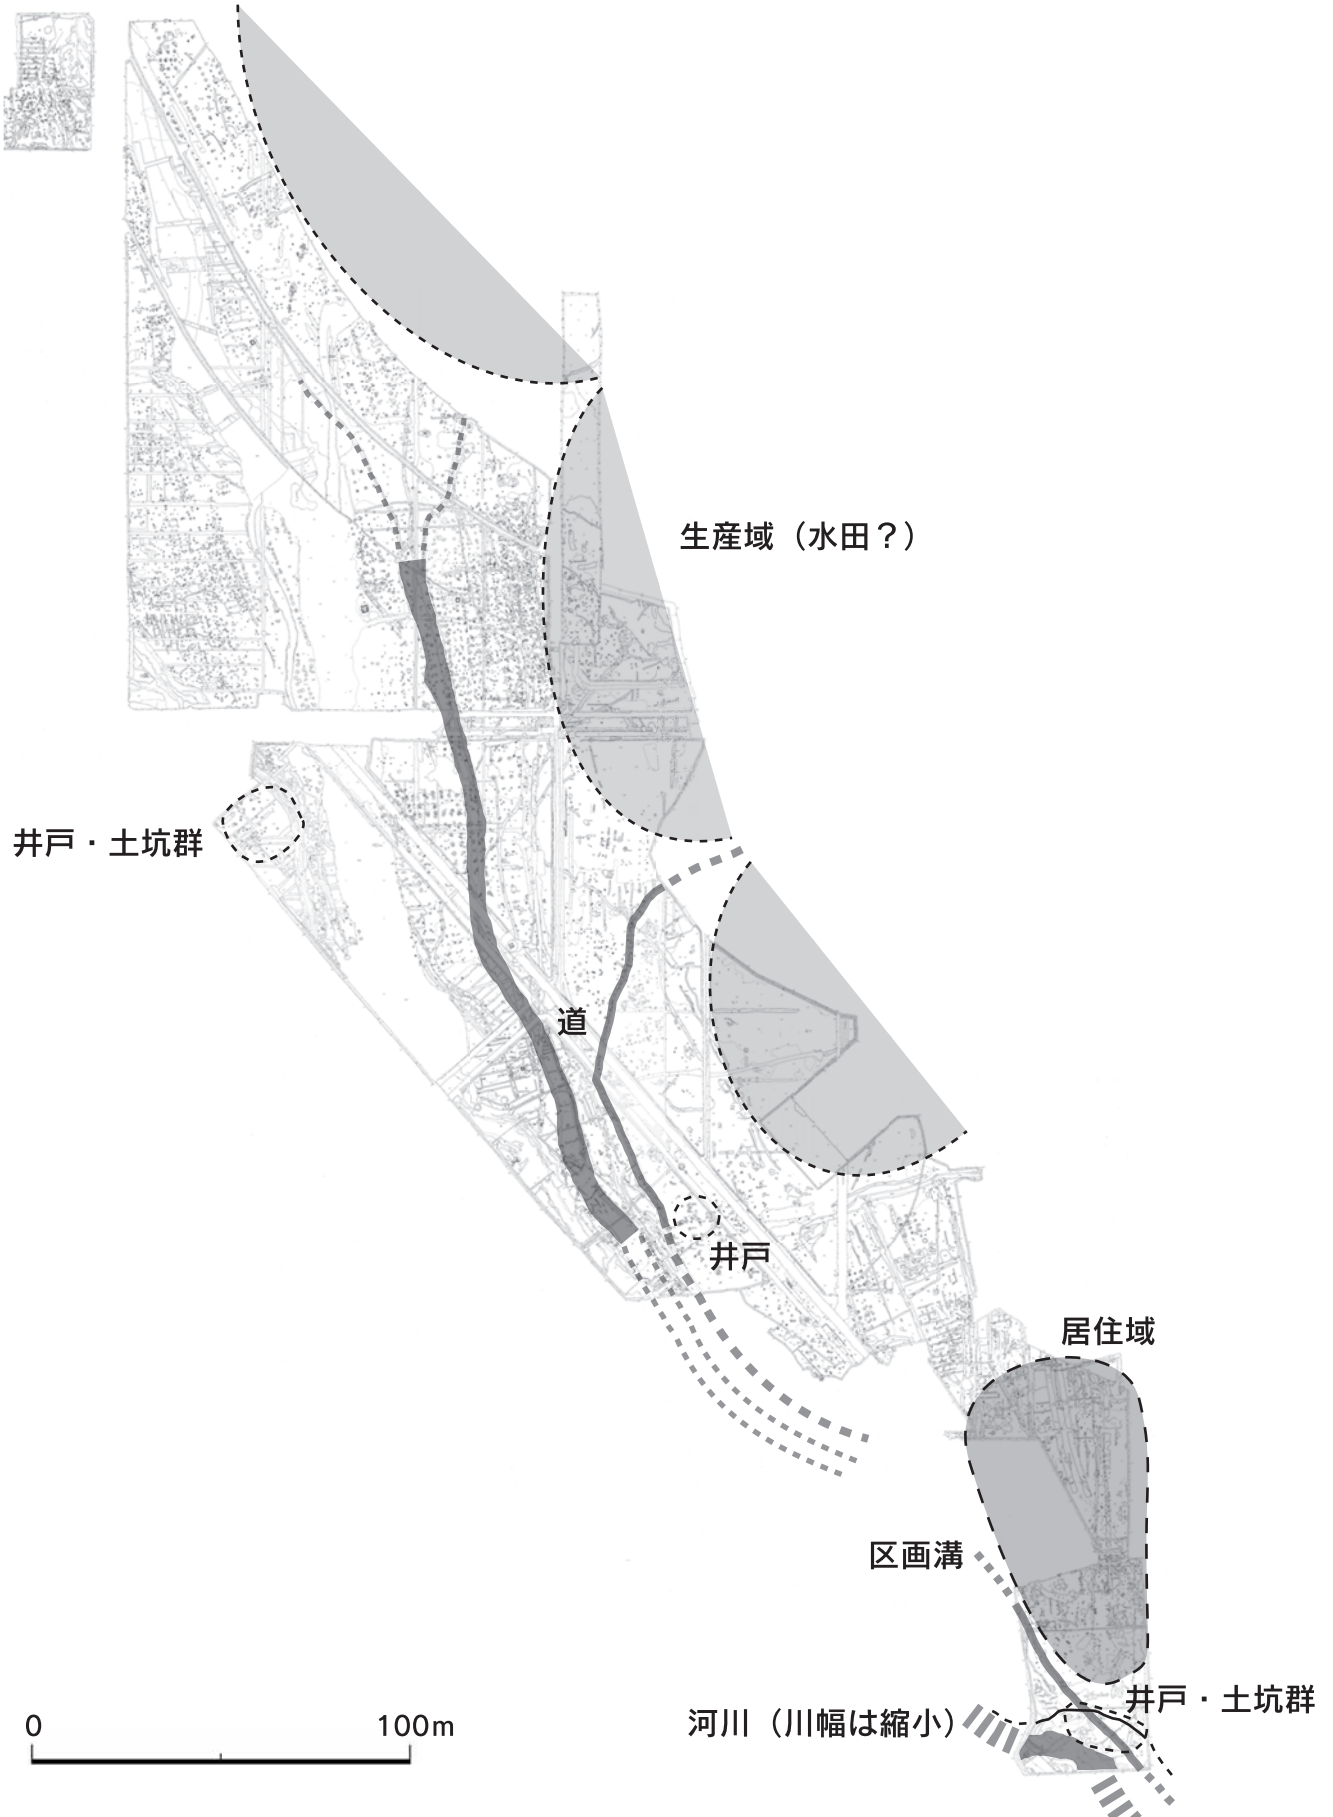 生産域（水田？）
井戸・土坑群
道
井戸
居住域
区画溝
井戸・土坑群
河川（川幅は縮小）
0 100m